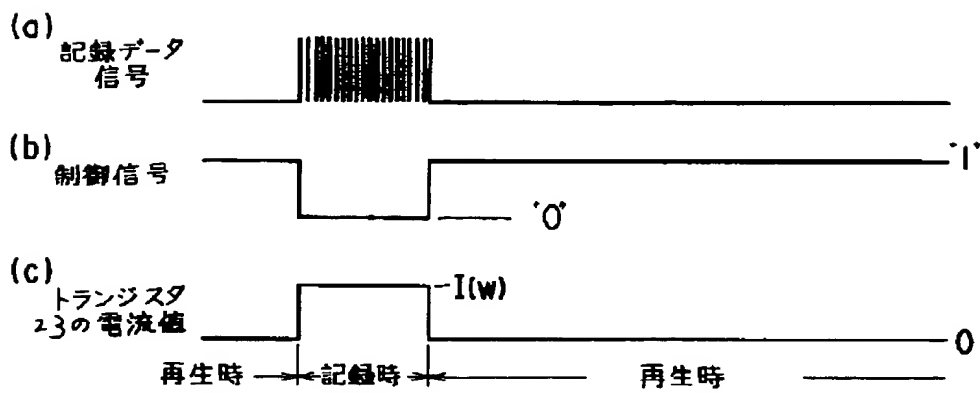 (a)
記録データ
信号
(b)
制御信号
"1"
"0"
(c)
トランジスタ
23の電流値
I(w)
0
再生時 記録時 再生時